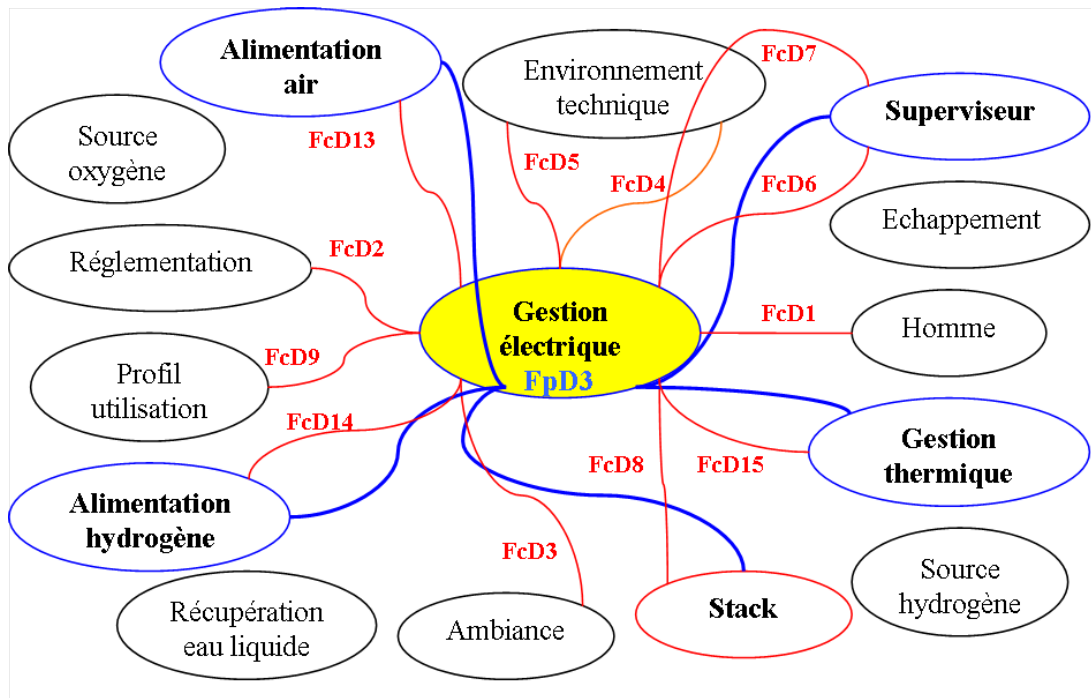 Alimentation
air
Environnement
technique
FcD7
Superviseur
Source
oxygène
FcD13
FcD5
FcD4
FcD6
Echappement
Réglementation
FcD2
Gestion
électrique
FpD3
FcD1
Homme
FcD9
Profil
utilisation
FcD14
FcD8
FcD15
Gestion
thermique
Alimentation
hydrogène
FcD3
Source
hydrogène
Récupération
eau liquide
Ambiance
Stack